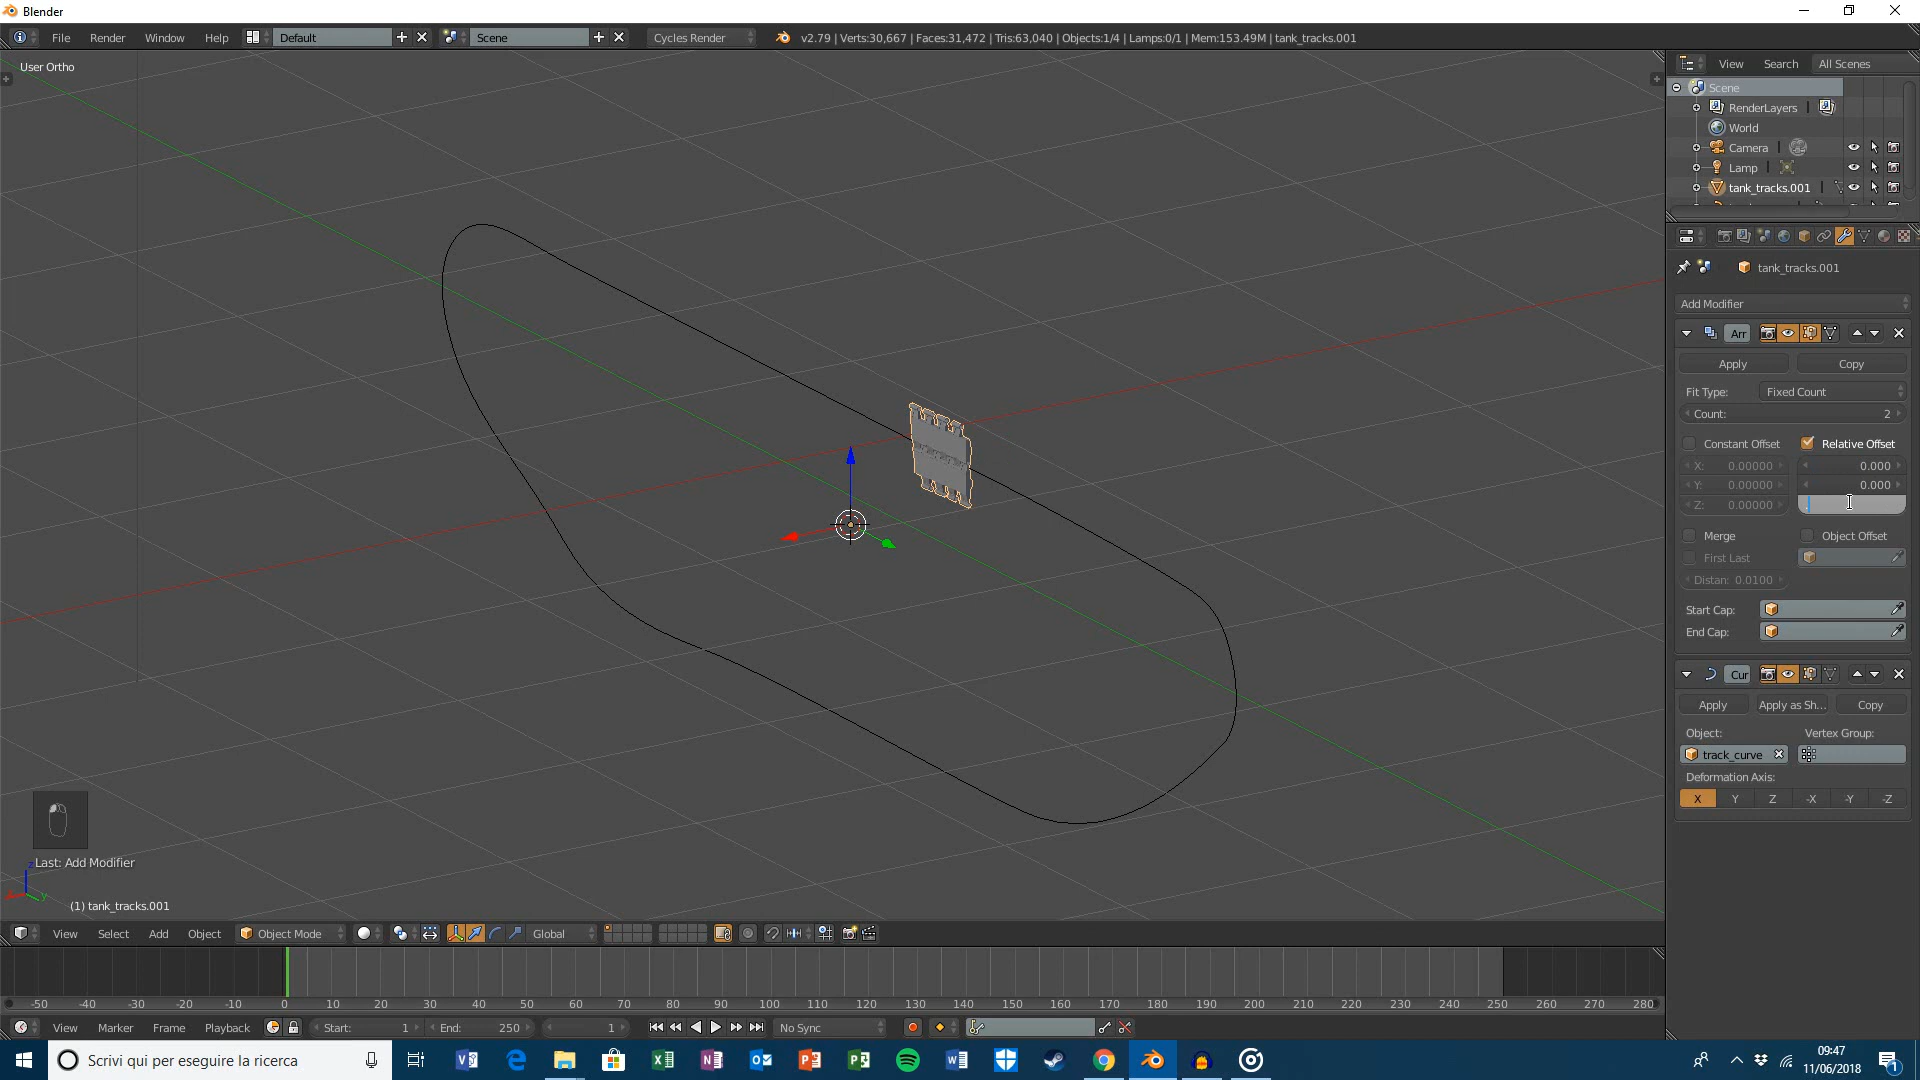 Blender
File Render Window Help Default Scene Cycles Render v2.79 | Verts:30,667 | Faces:31,472 | Tris:63,040 | Objects:1/4 | Lamps:0/1 | Mem:153.49M | tank_tracks.001
User Ortho
View Search All Scenes
Scene
RenderLayers
World
Camera
Lamp
tank_tracks.001
tank_tracks.001
Add Modifier
Arr
Apply Copy
Fit Type: Fixed Count
Count: 2
Constant Offset Relative Offset
X: 0.00000 0.000
Y: 0.00000 0.000
Z: 0.00000
Merge Object Offset
First Last
Distan: 0.0100
Start Cap:
End Cap:
Cur
Apply Apply as Sh... Copy
Object: Vertex Group:
track_curve
Deformation Axis:
X Y Z -X -Y -Z
Last: Add Modifier
(1) tank_tracks.001
View Select Add Object Object Mode Global
-50 -40 -30 -20 -10 0 10 20 30 40 50 60 70 80 90 100 110 120 130 140 150 160 170 180 190 200 210 220 230 240 250 260 270 280
View Marker Frame Playback Start: 1 End: 250 1 No Sync
Scrivi qui per eseguire la ricerca
09:47
11/06/2018
1